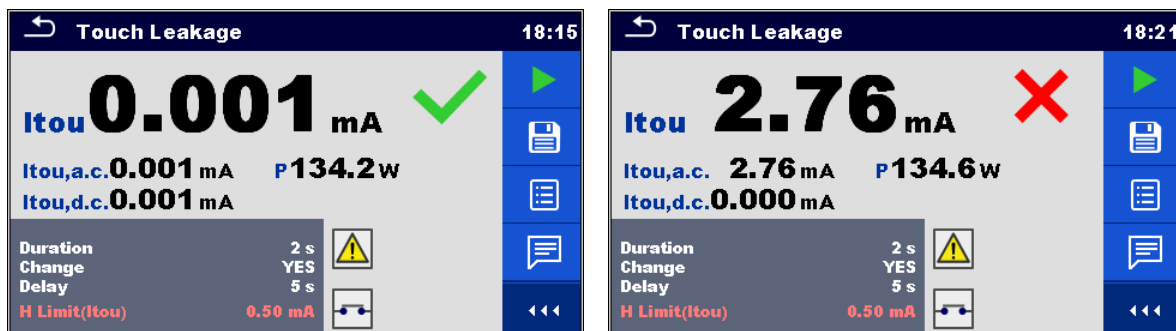 Touch Leakage 18:15
Itou 0.001 mA
Itou,a.c. 0.001 mA P 134.2 W
Itou,d.c. 0.001 mA
Duration 2 s
Change YES
Delay 5 s
H Limit(Itou) 0.50 mA
Touch Leakage 18:21
Itou 2.76 mA
Itou,a.c. 2.76 mA P 134.6 W
Itou,d.c. 0.000 mA
Duration 2 s
Change YES
Delay 5 s
H Limit(Itou) 0.50 mA